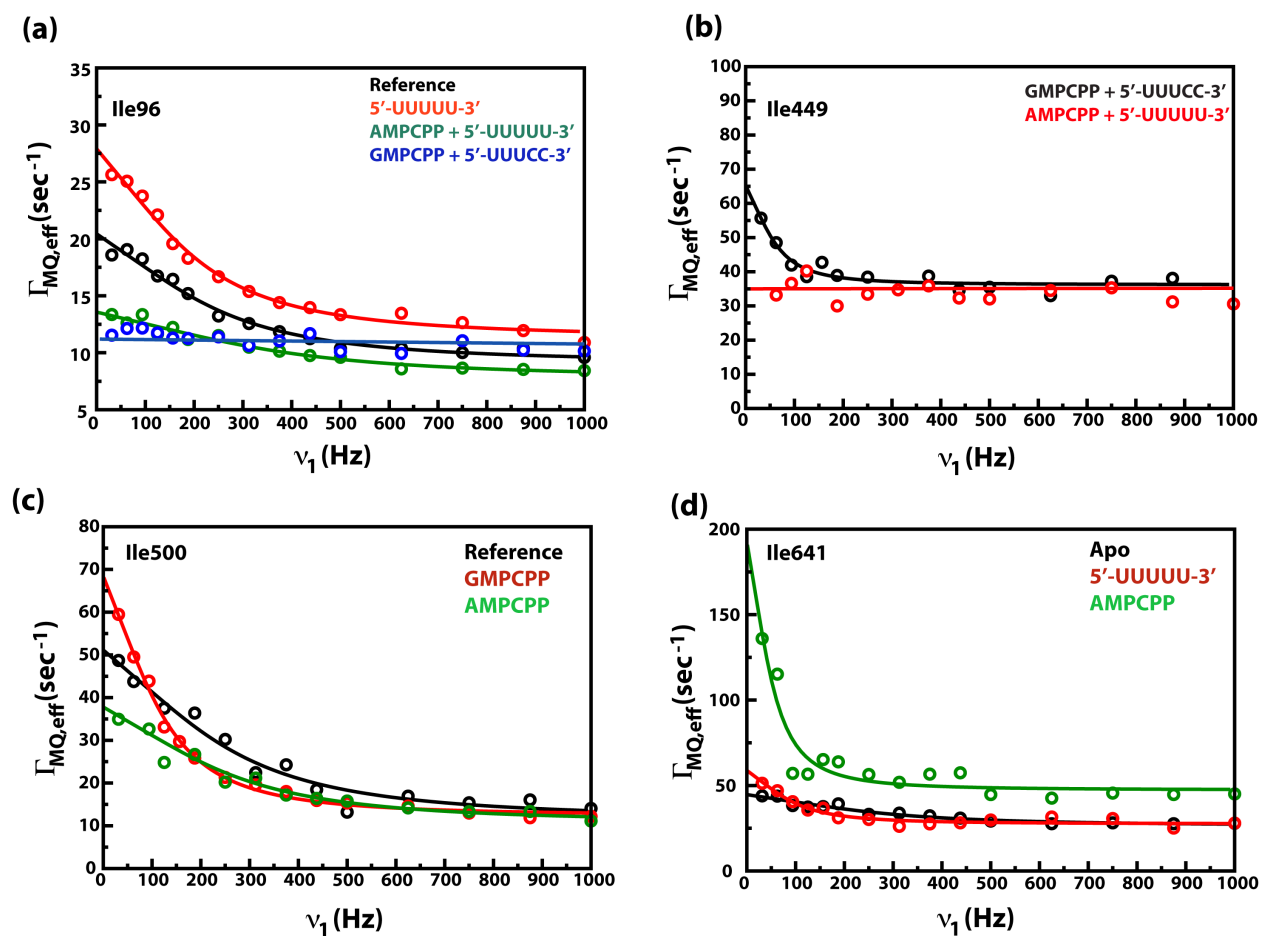 (a)
35
30
25
20
15
10
5
0 100 200 300 400 500 600 700 800 900 1000
Ile96
Reference
5′-UUUUU-3′
AMPCPP + 5′-UUUUU-3′
GMPCPP + 5′-UUUCC-3′
ΓMQ,eff(sec-1)
ν1 (Hz)
(b)
100
90
80
70
60
50
40
30
20
10
0
0 100 200 300 400 500 600 700 800 900 1000
Ile449
GMPCPP + 5′-UUUCC-3′
AMPCPP + 5′-UUUUU-3′
ΓMQ,eff (sec-1)
ν1 (Hz)
(c)
80
70
60
50
40
30
20
10
0
0 100 200 300 400 500 600 700 800 900 1000
Ile500
Reference
GMPCPP
AMPCPP
ΓMQ,eff(sec-1)
ν1 (Hz)
(d)
200
150
100
50
0
0 100 200 300 400 500 600 700 800 900 1000
Ile641
Apo
5′-UUUUU-3′
AMPCPP
ΓMQ,eff(sec-1)
ν1 (Hz)